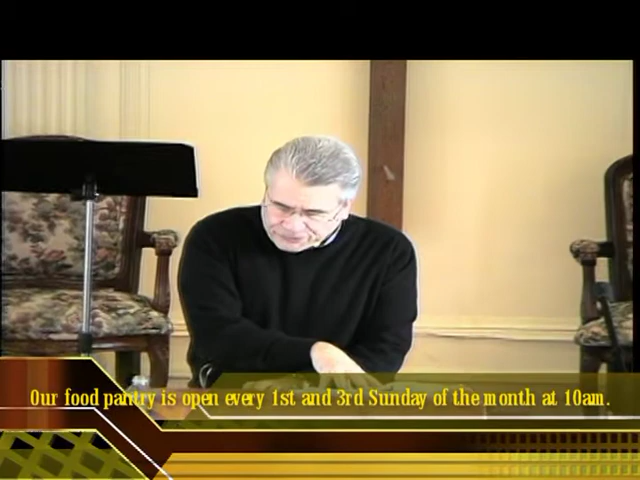 Our food pantry is open every 1st and 3rd Sunday of the month at 10am.